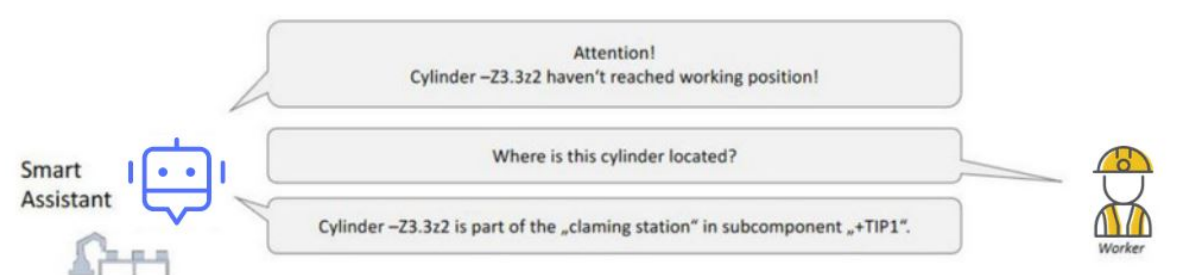 Attention!
Cylinder –Z3.3z2 haven't reached working position!
Where is this cylinder located?
Smart
Assistant
Cylinder –Z3.3z2 is part of the „claming station“ in subcomponent „+TIP1“.
Worker